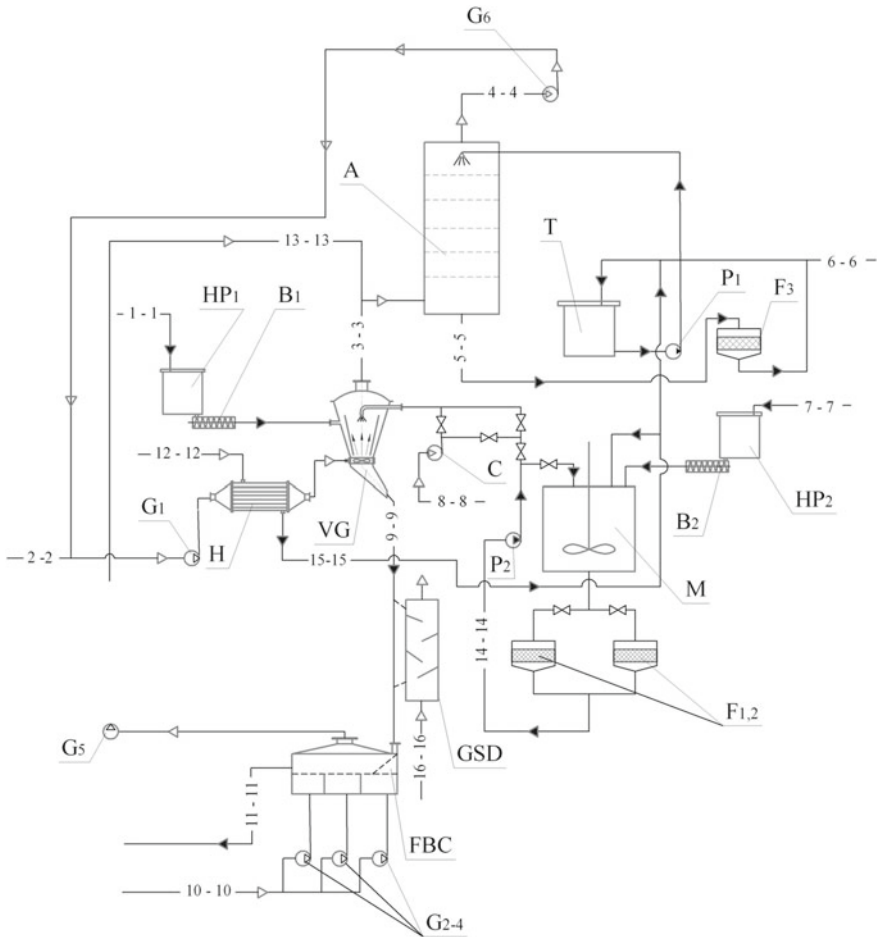 G6
4 - 4
A
13 - 13
T
6 - 6
P1
F3
HP1
B1
1 - 1
3 - 3
5 - 5
7 - 7
12 - 12
C
8 - 8
G1
H
VG
9 - 9
B2
HP2
2 -2
15-15
P2
M
14 - 14
F1,2
G5
16 - 16
GSD
11 - 11
FBC
10 - 10
G2-4